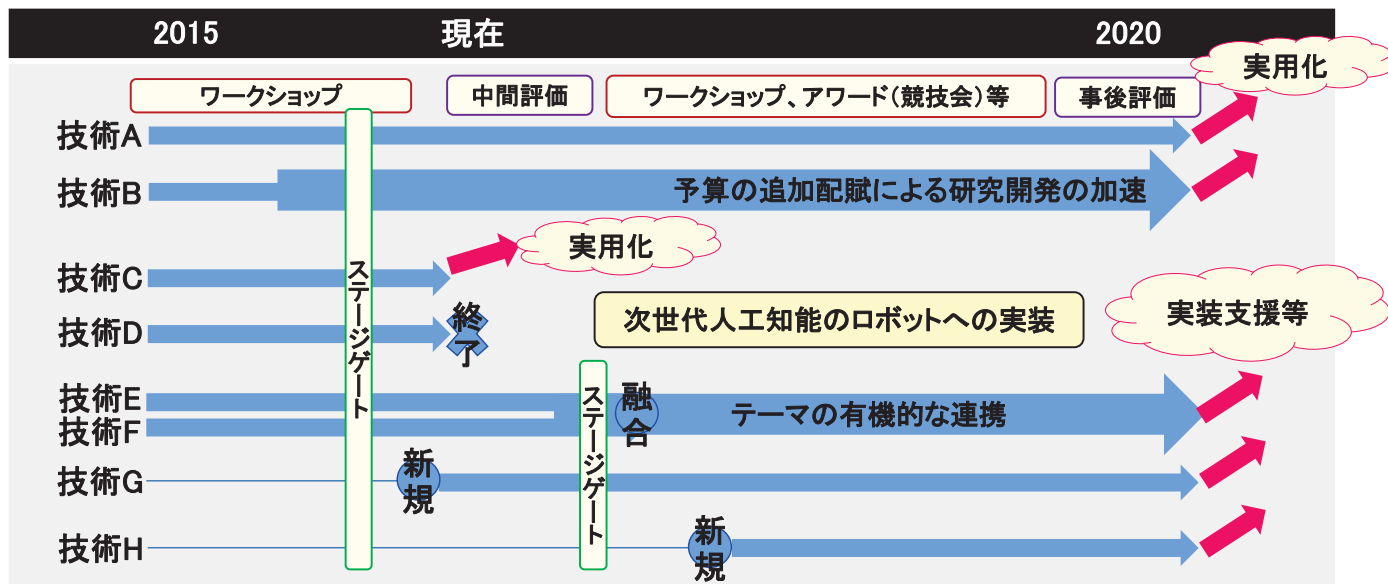 2015 現在 2020
実用化
ワークショップ 中間評価 ワークショップ、アワード(競技会)等 事後評価
技術A
技術B 予算の追加配賦による研究開発の加速
実用化
技術C
ステージゲート
技術D 終了 次世代人工知能のロボットへの実装 実装支援等
技術E
ステージゲート 融合 テーマの有機的な連携
技術F
技術G 新規
技術H 新規